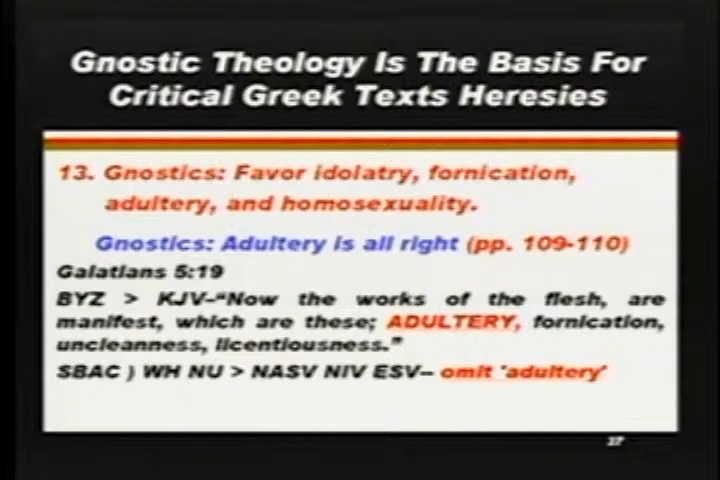 Gnostic Theology Is The Basis For
Critical Greek Texts Heresies
13. Gnostics: Favor idolatry, fornication,
adultery, and homosexuality.
Gnostics: Adultery is all right (pp. 109-110)
Galatians 5:19
BYZ > KJV–“Now the works of the flesh, are
manifest, which are these; ADULTERY, fornication,
uncleanness, licentiousness.”
SBAC ) WH NU > NASV NIV ESV– omit 'adultery'
37